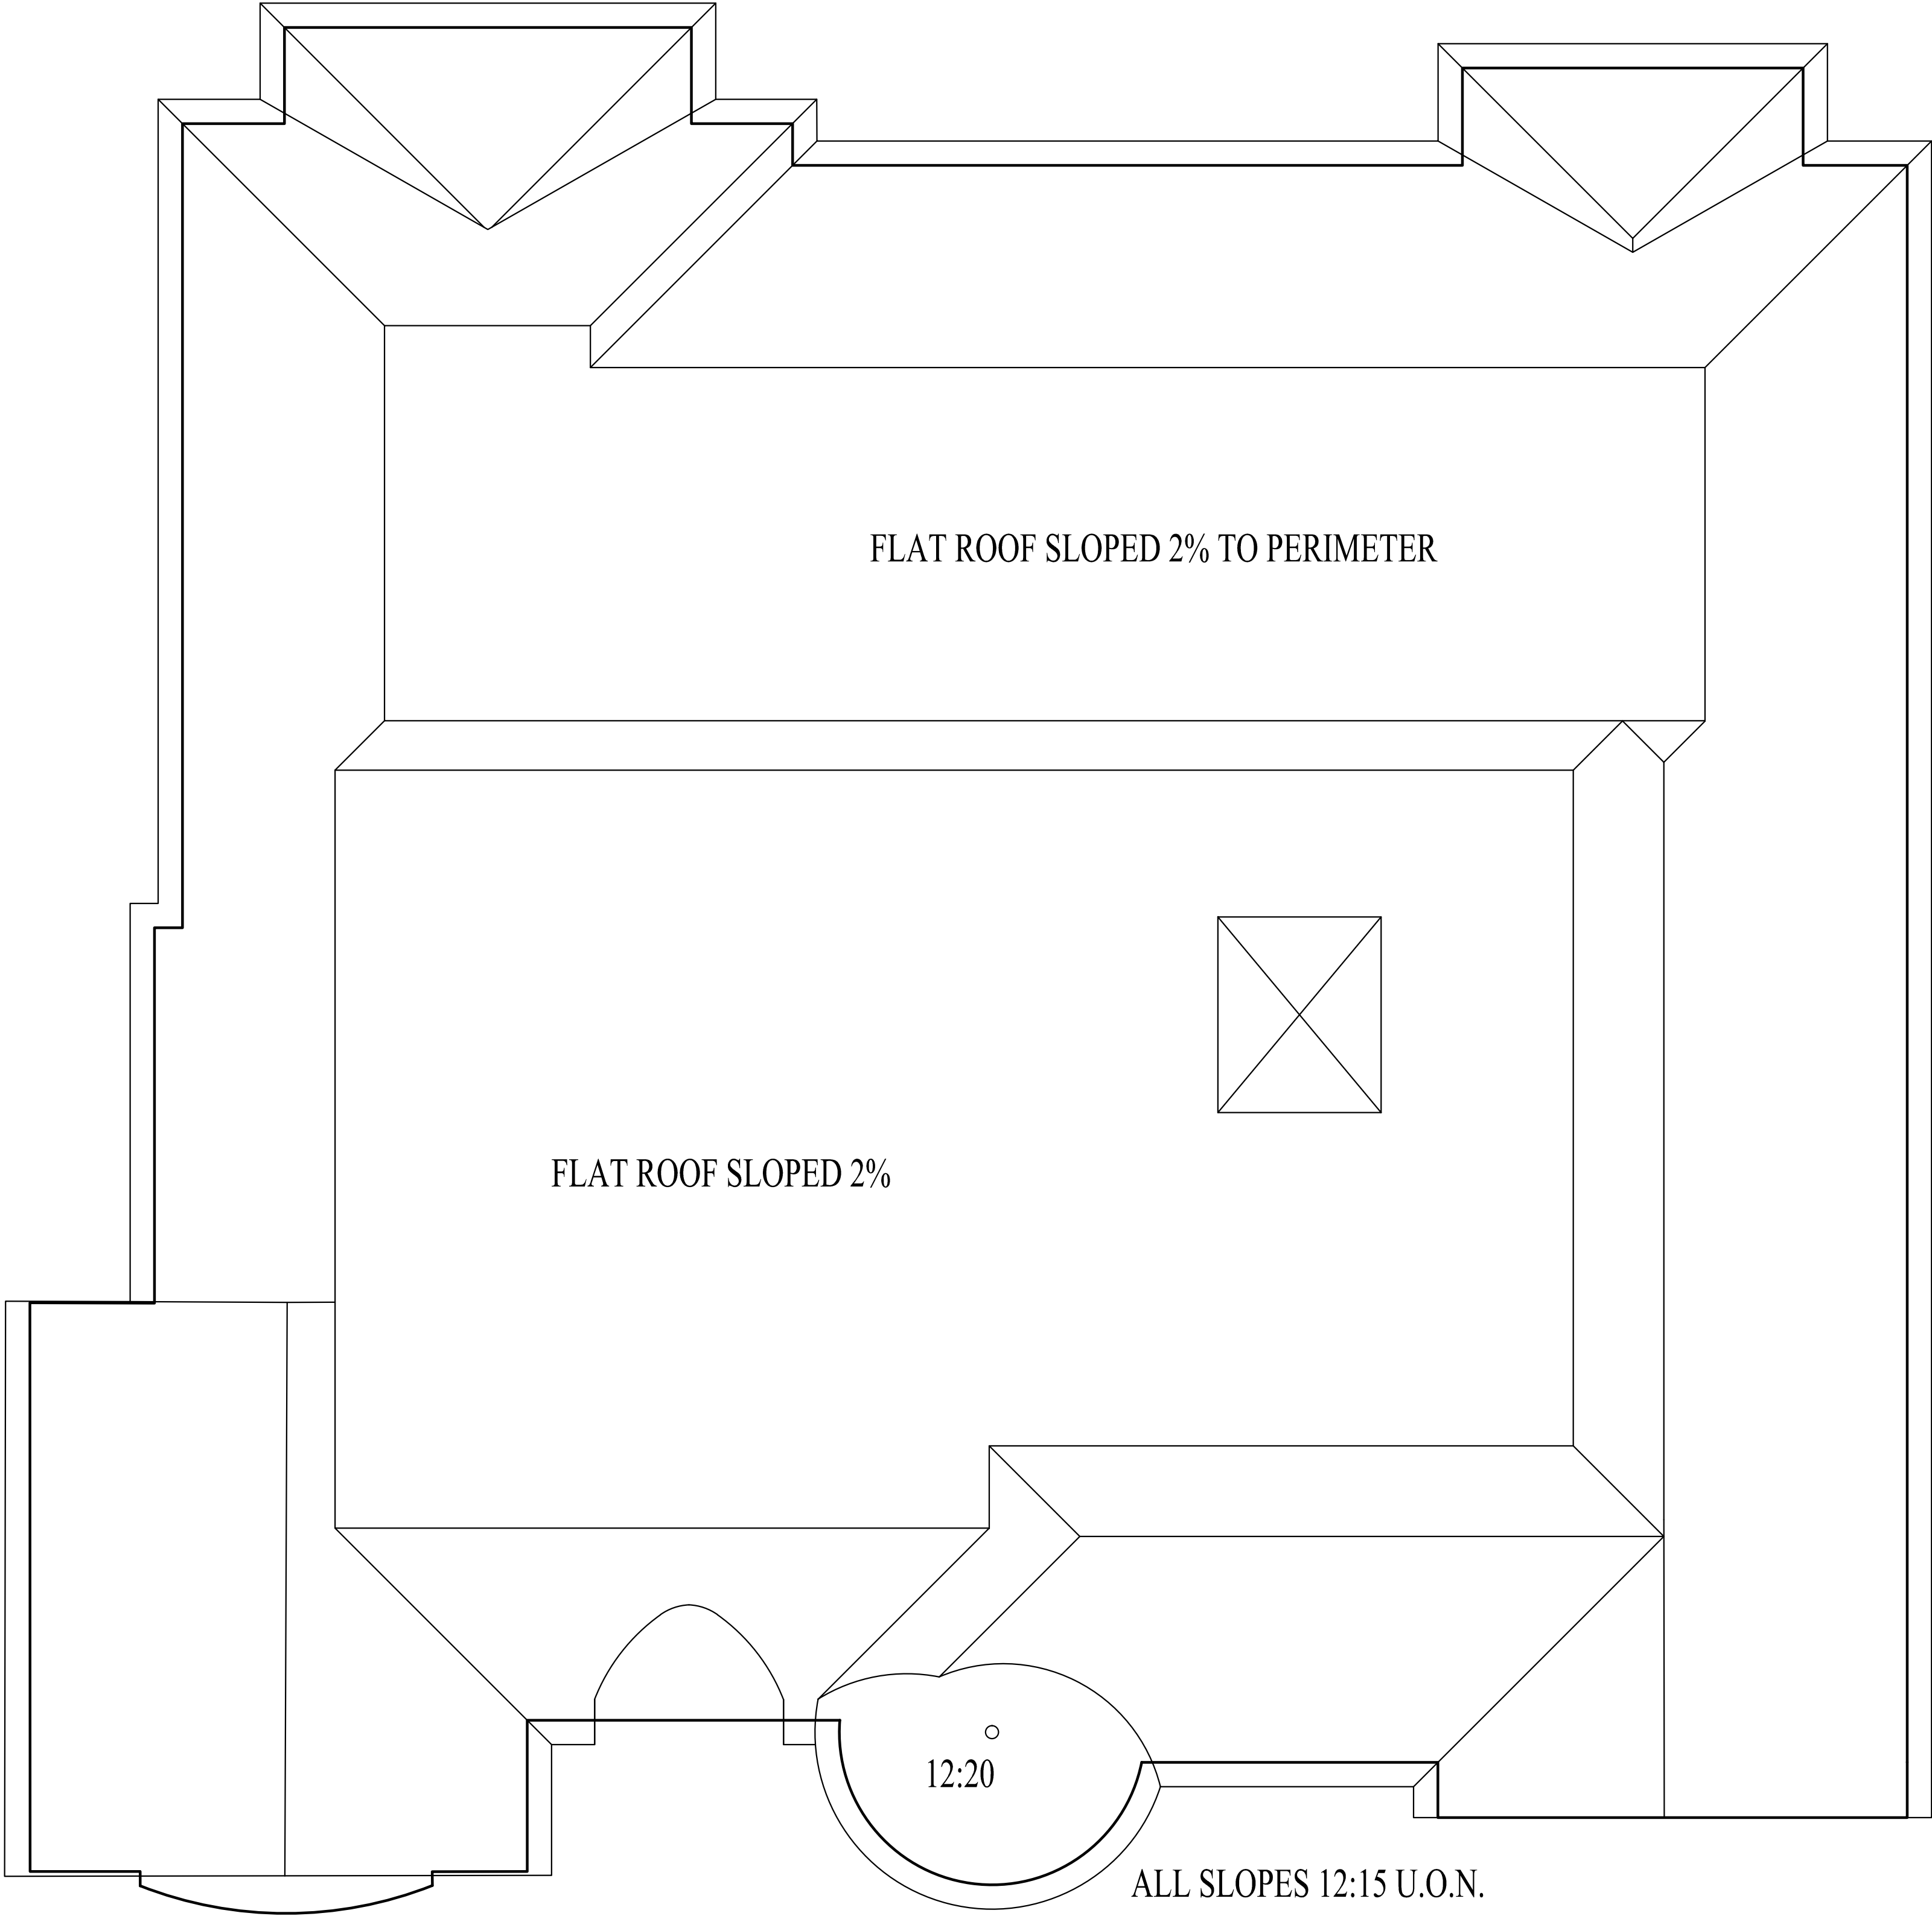 FLAT ROOF SLOPED 2% TO PERIMETER
FLAT ROOF SLOPED 2%
12:20
ALL SLOPES 12:15 U.O.N.